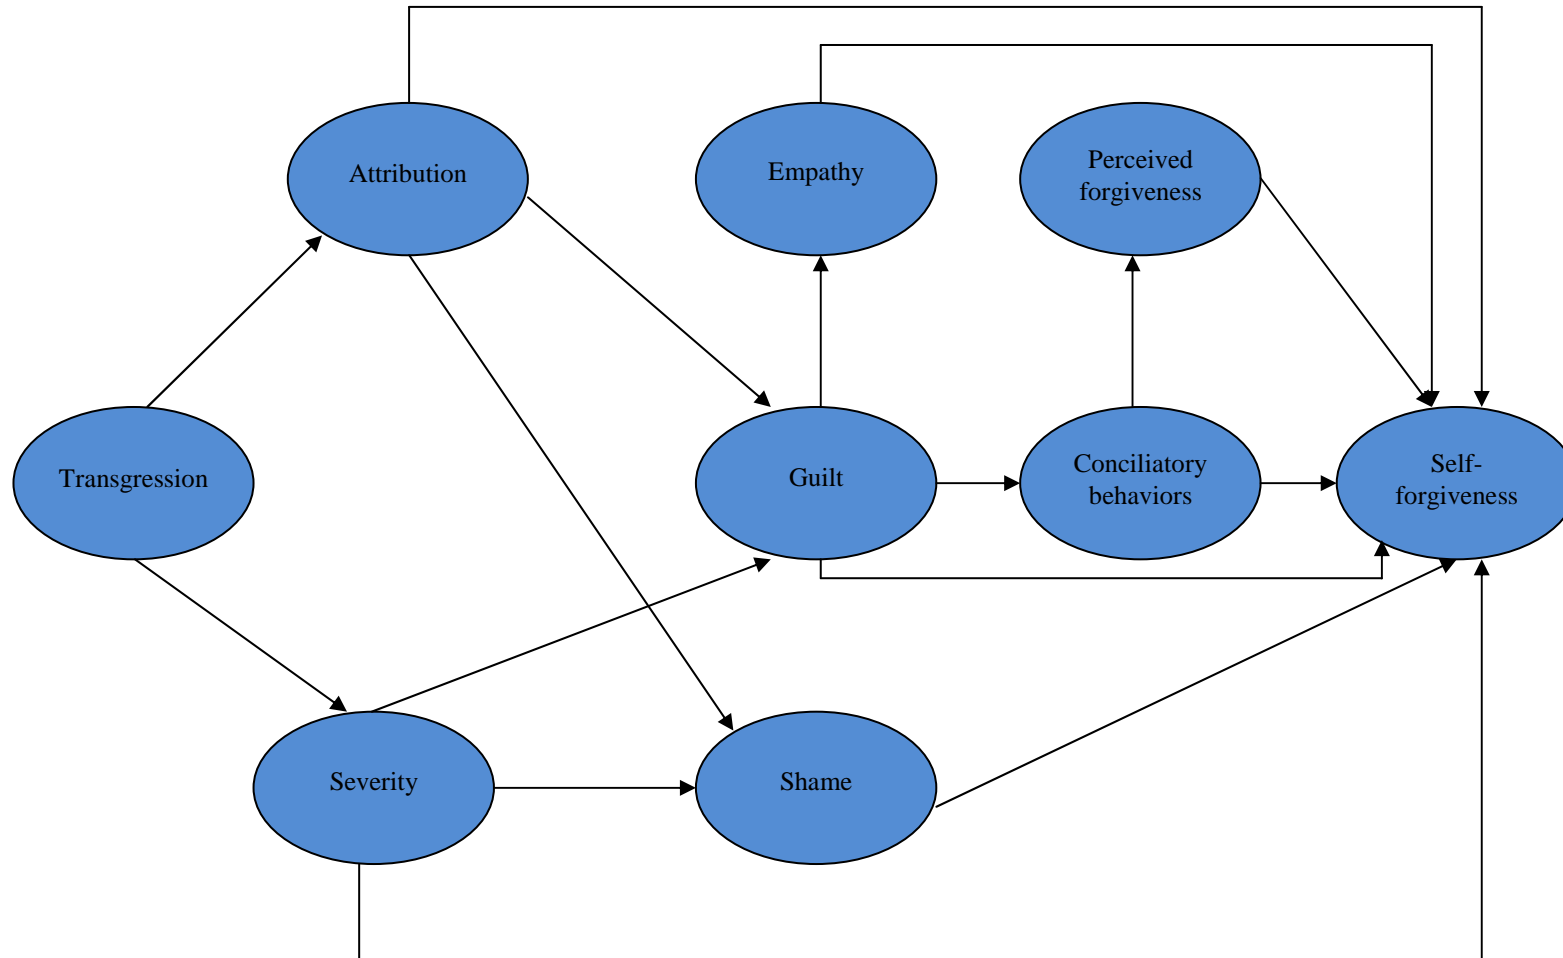 Attribution
Empathy
Perceived
forgiveness
Transgression
Guilt
Conciliatory
behaviors
Self-
forgiveness
Severity
Shame